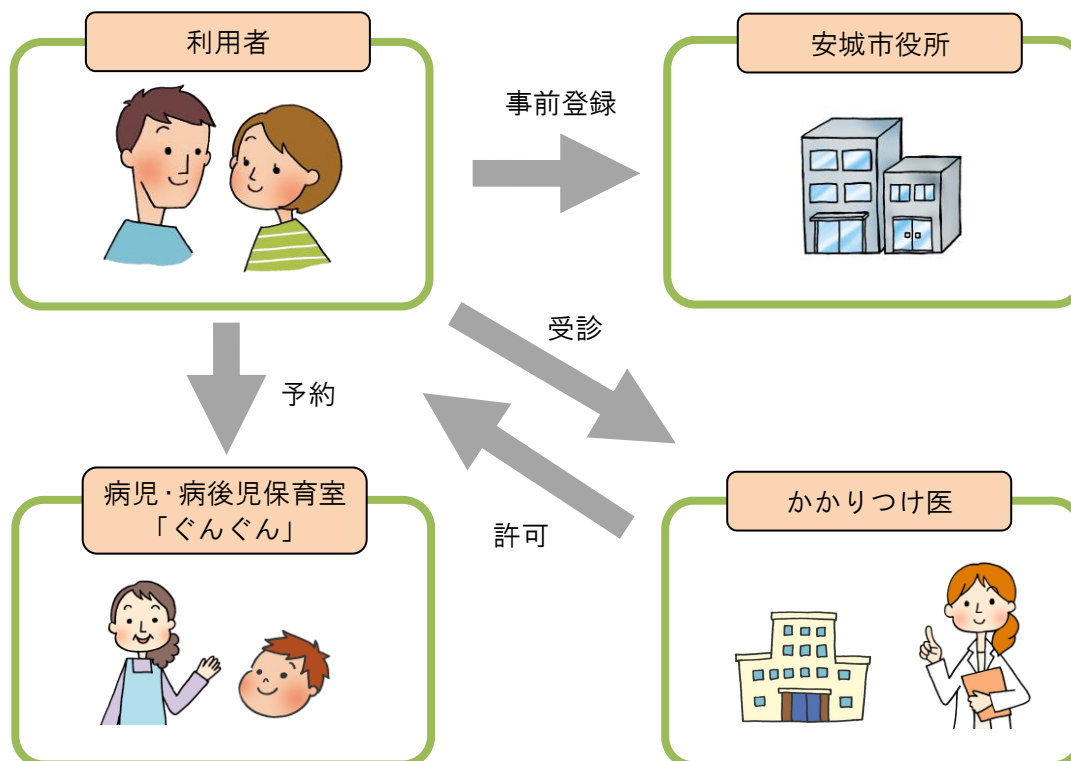 利用者
安城市役所
事前登録
受診
予約
病児・病後児保育室
「ぐんぐん」
かかりつけ医
許可